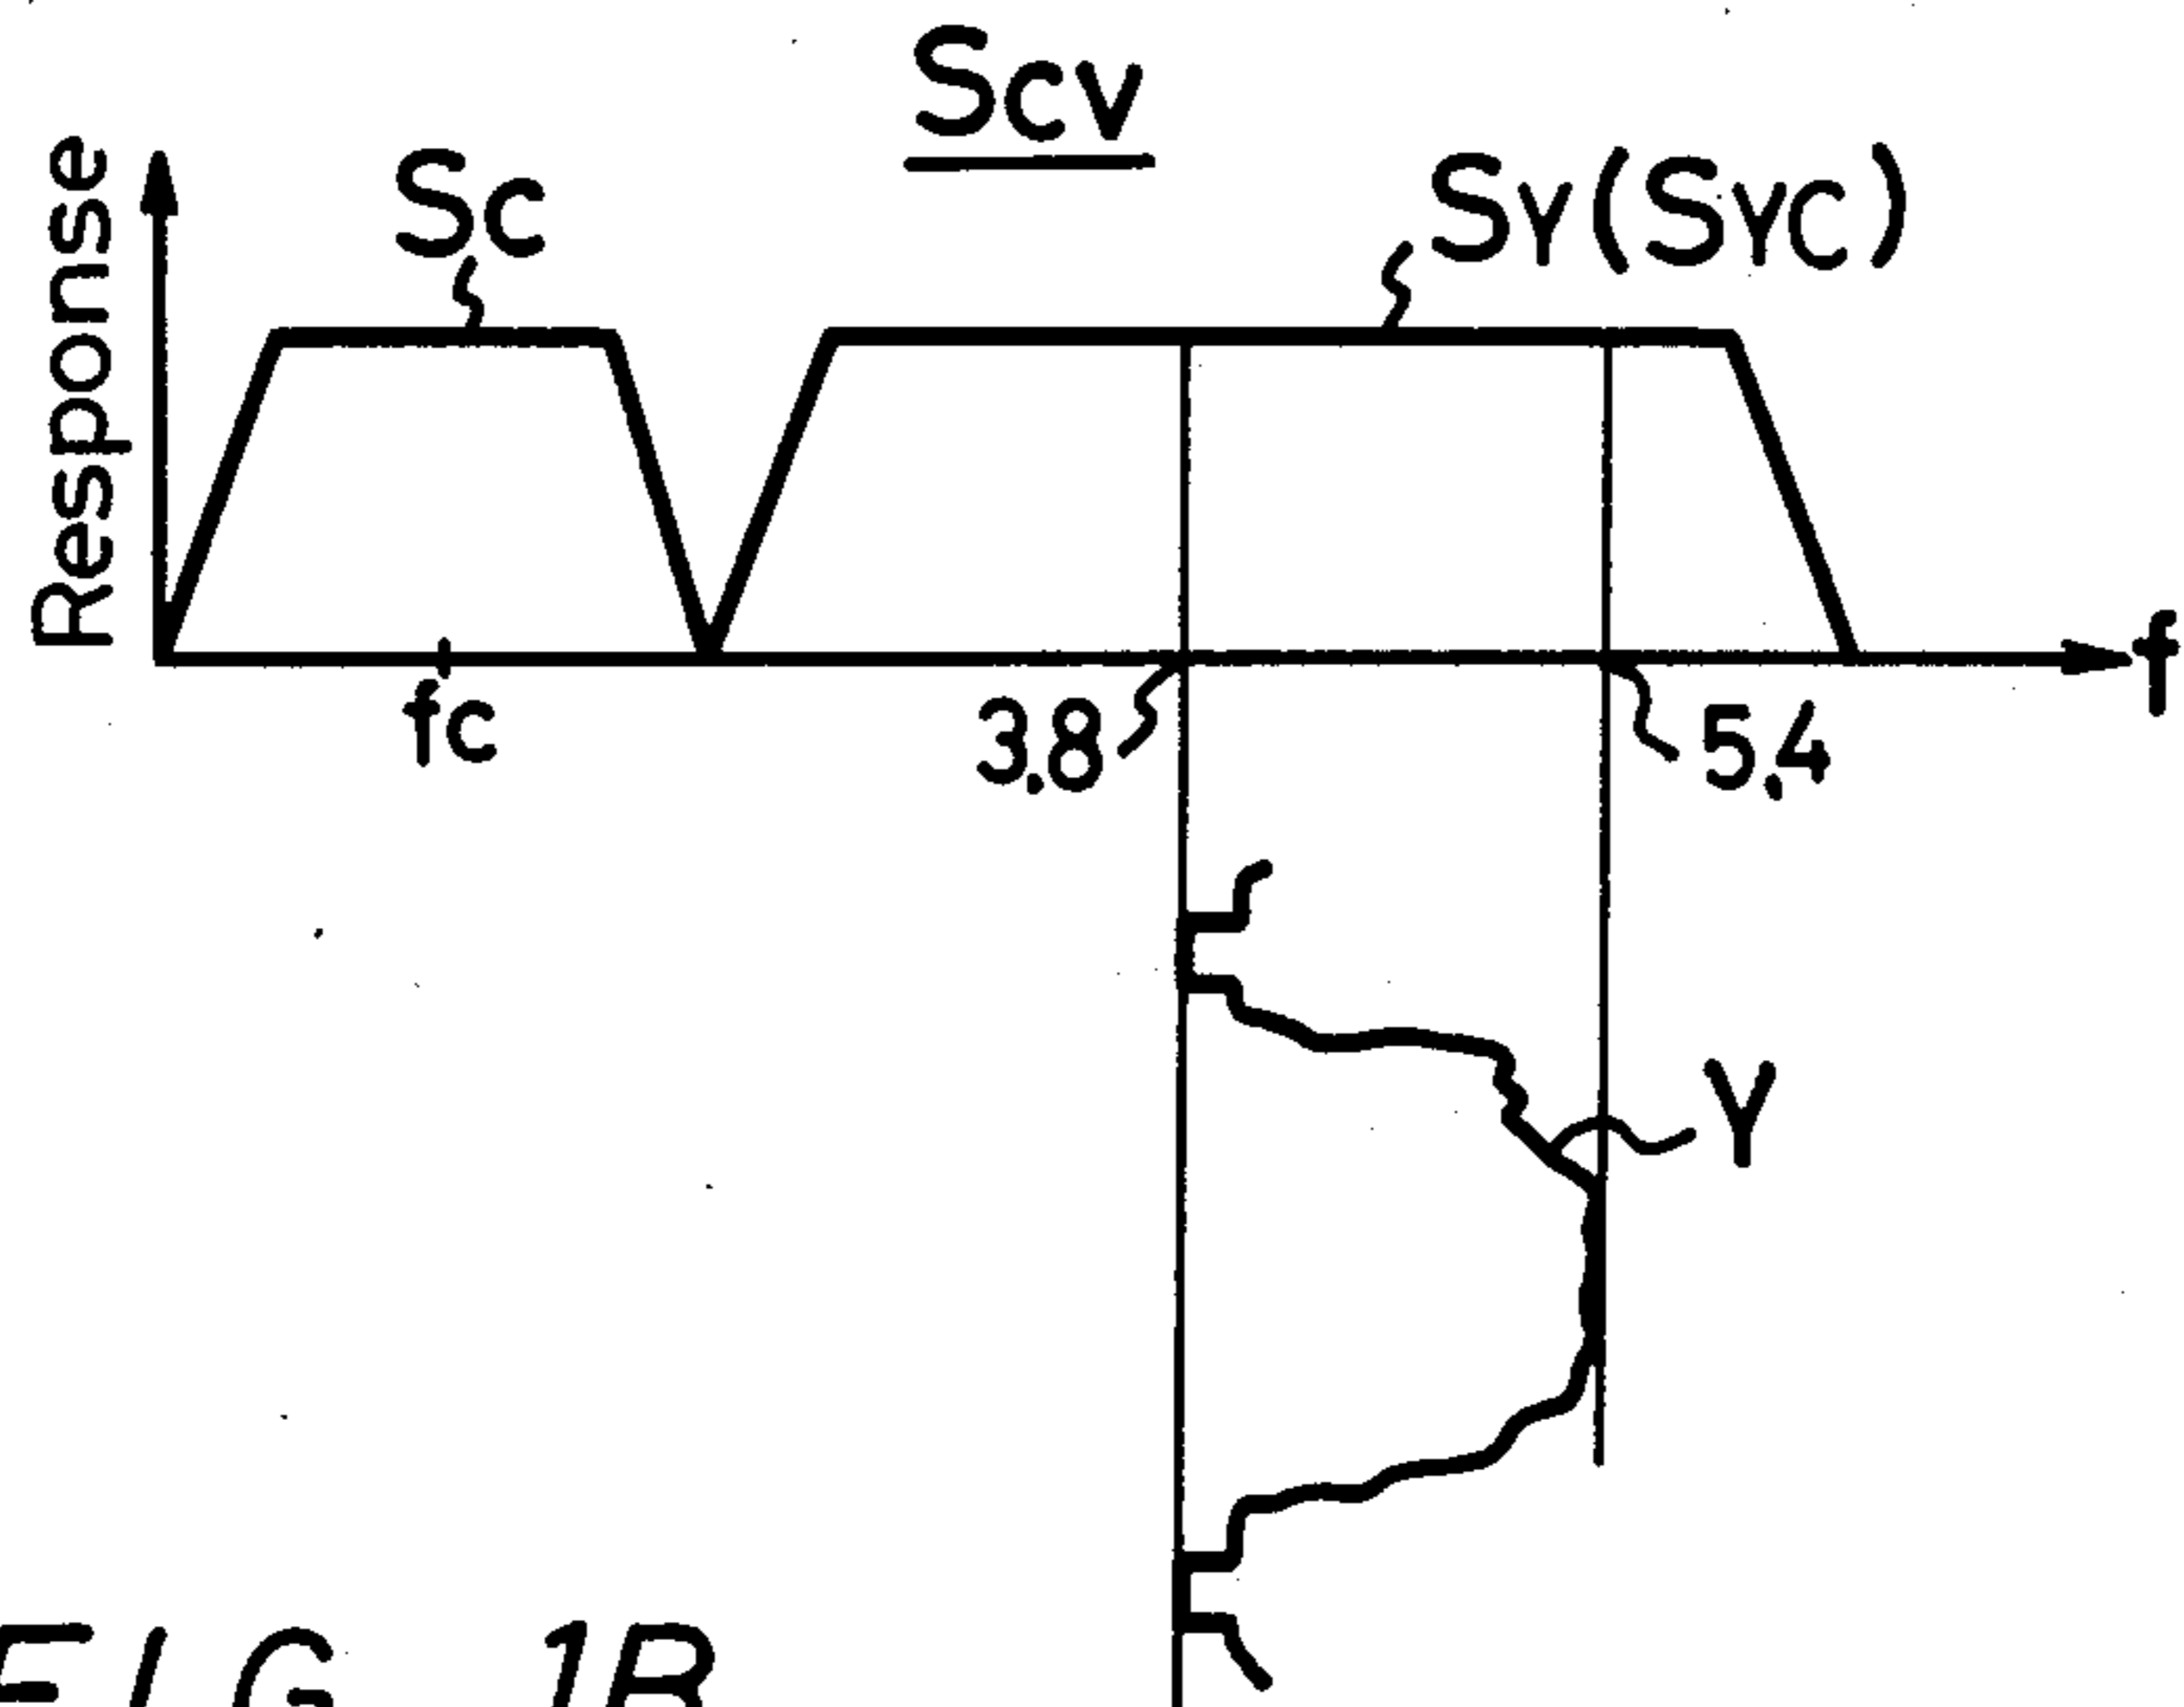 Scv
Sc
SY(SYC)
Response
f
fc
3.8
5.4
Y
FIG. 1B